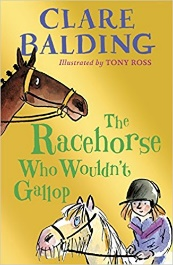 CLARE
BALDING
Illustrated by TONY ROSS
The
Racehorse
Who Wouldn't
Gallop